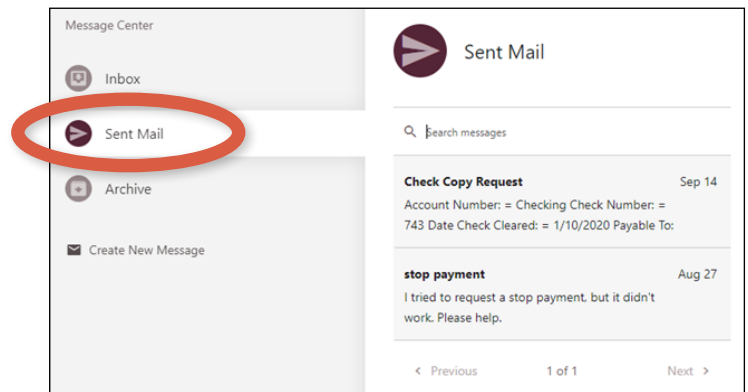 Message Center
Inbox
Sent Mail
Archive
Create New Message
Sent Mail
Search messages
Check Copy Request Sep 14
Account Number: = Checking Check Number: =
743 Date Check Cleared: = 1/10/2020 Payable To:
stop payment Aug 27
I tried to request a stop payment, but it didn't
work. Please help.
Previous 1 of 1 Next